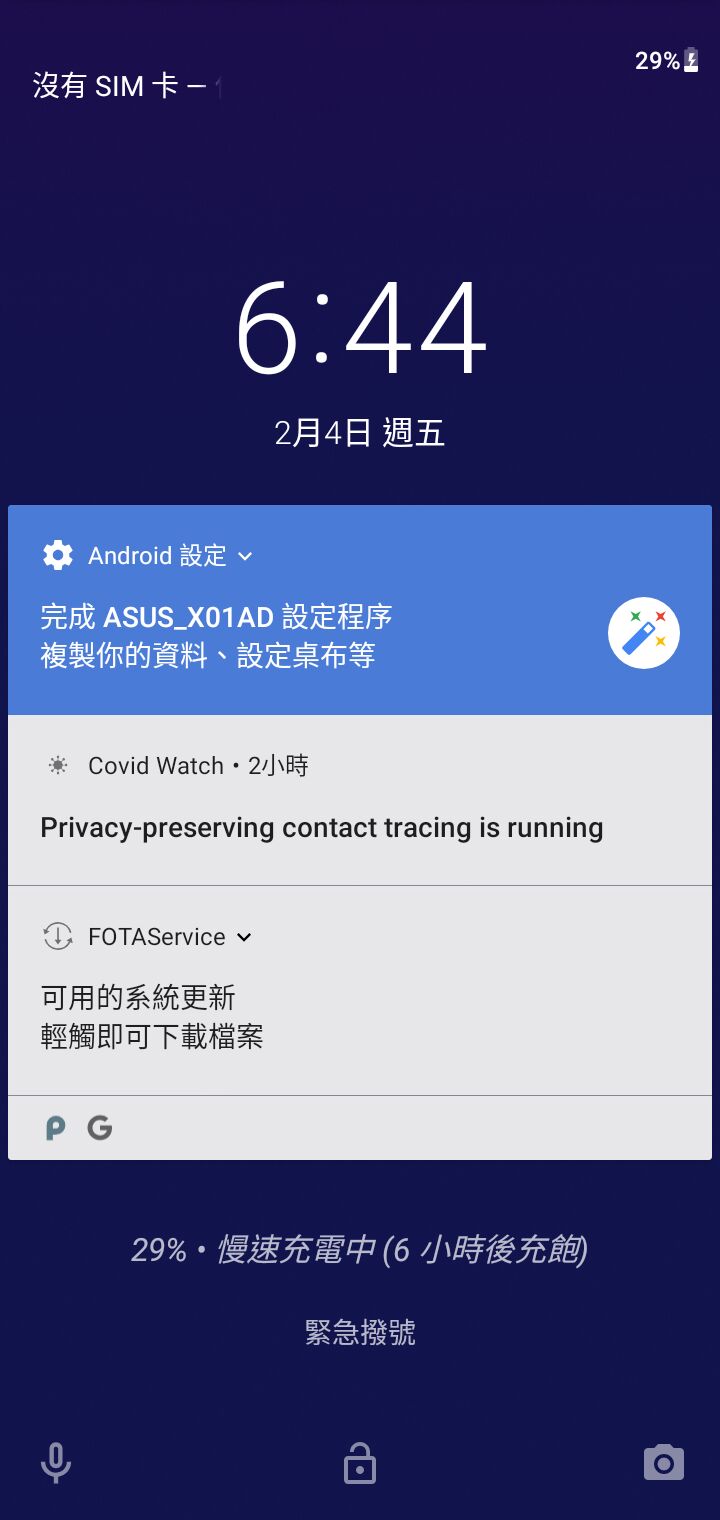 29%
沒有 SIM 卡 —
6:44
2月4日 週五
Android 設定
完成 ASUS_X01AD 設定程序
複製你的資料、設定桌布等
Covid Watch • 2小時
Privacy-preserving contact tracing is running
FOTAService
可用的系統更新
輕觸即可下載檔案
P G
29% • 慢速充電中 (6 小時後充飽)
緊急撥號